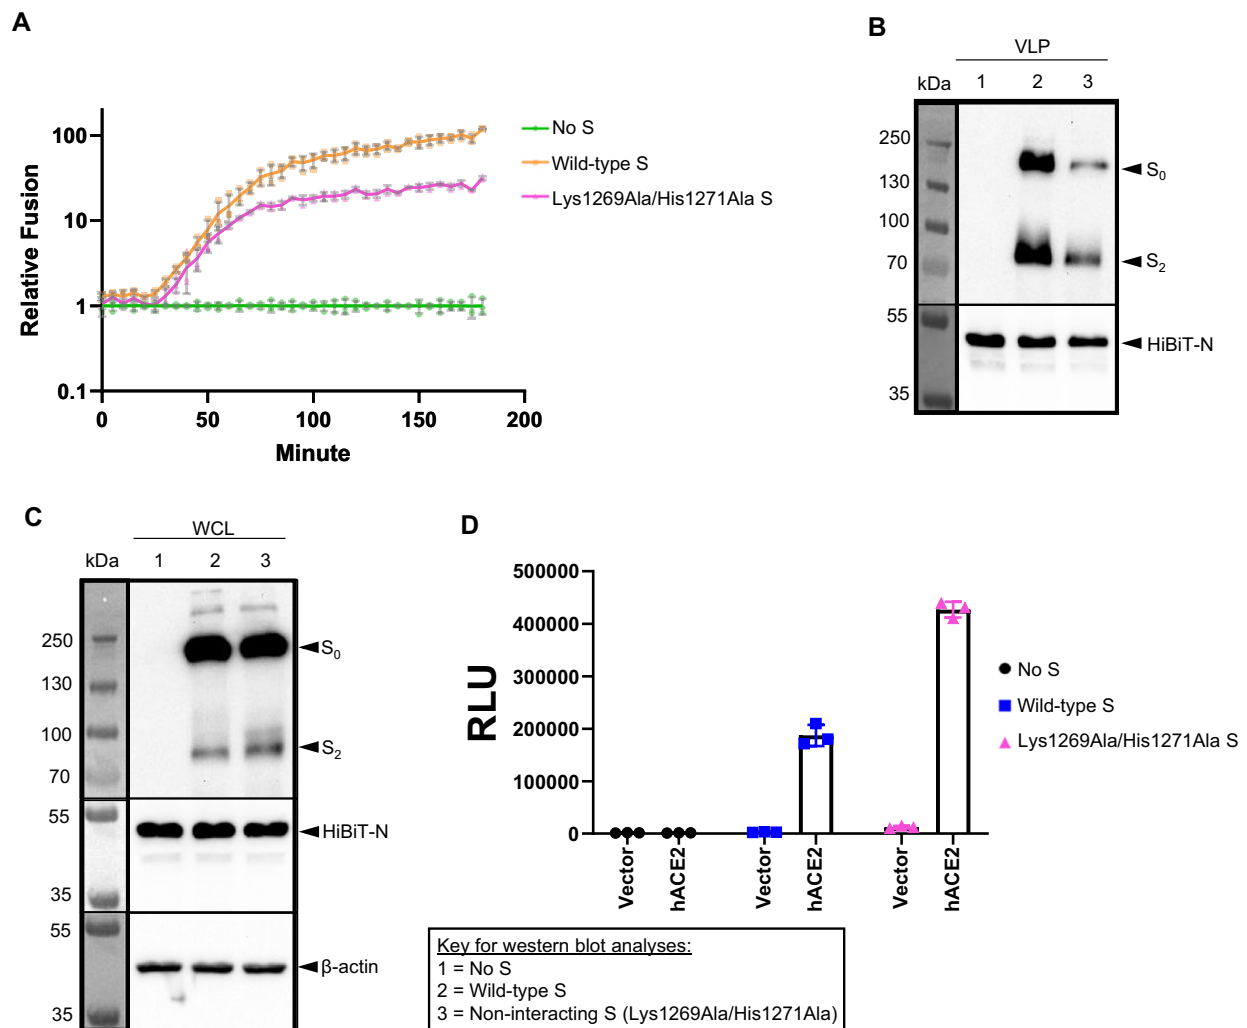 A
Relative Fusion
100
10
1
0.1
0
50
100
150
200
Minute
No S
Wild-type S
Lys1269Ala/His1271Ala S
B
VLP
kDa
1
2
3
250
130
100
70
55
35
S0
S2
HiBiT-N
C
WCL
kDa
1
2
3
250
130
100
70
55
35
55
35
S0
S2
HiBiT-N
β-actin
D
RLU
500000
400000
300000
200000
100000
0
Vector
hACE2
Vector
hACE2
Vector
hACE2
No S
Wild-type S
Lys1269Ala/His1271Ala S
Key for western blot analyses:
1 = No S
2 = Wild-type S
3 = Non-interacting S (Lys1269Ala/His1271Ala)